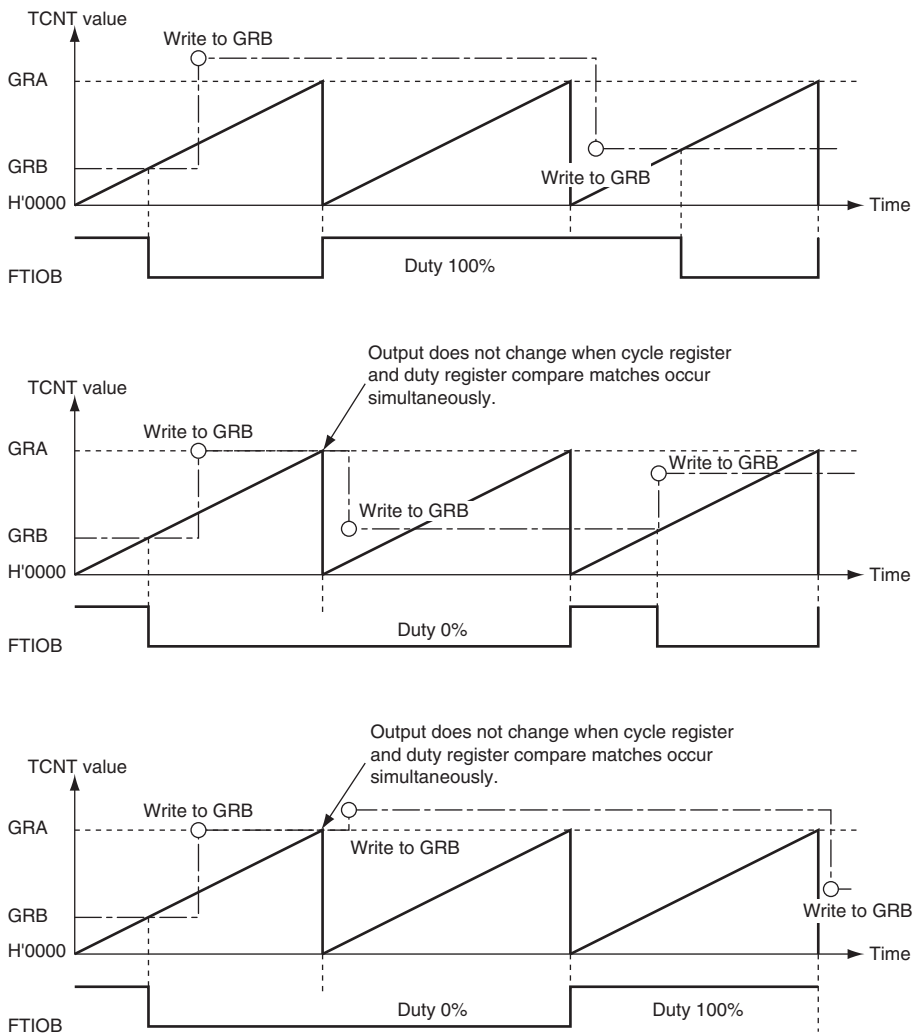 TCNT value
Write to GRB
GRA
GRB
Write to GRB
H'0000
Time
FTIOB
Duty 100%
Output does not change when cycle register
and duty register compare matches occur
simultaneously.
TCNT value
Write to GRB
GRA
Write to GRB
Write to GRB
GRB
H'0000
Time
Duty 0%
FTIOB
Output does not change when cycle register
and duty register compare matches occur
simultaneously.
TCNT value
Write to GRB
GRA
Write to GRB
GRB
Write to GRB
H'0000
Time
Duty 0%
Duty 100%
FTIOB